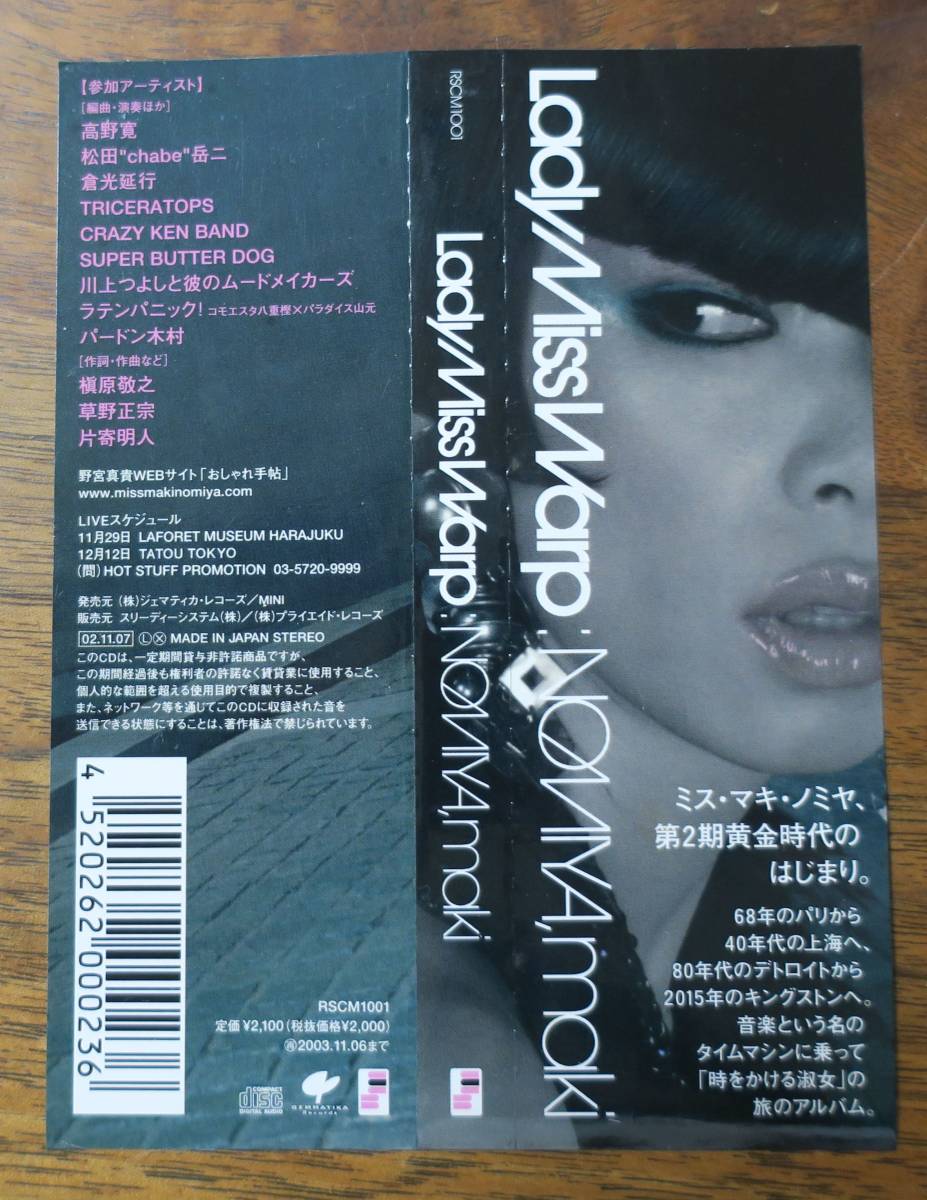 【参加アーティスト】
[編曲・演奏ほか]
高野寛
松田"chabe"岳二
倉光延行
TRICERATOPS
CRAZY KEN BAND
SUPER BUTTER DOG
川上つよしと彼のムードメイカーズ
ラテンパニック! コモエスタ八重樫×パラダイス山元
パードン木村
[作詞・作曲など]
槇原敬之
草野正宗
片寄明人
野宮真貴WEBサイト「おしゃれ手帖」
www.missmakinomiya.com
LIVEスケジュール
11月29日 LAFORET MUSEUM HARAJUKU
12月12日 TATOU TOKYO
(問) HOT STUFF PROMOTION 03-5720-9999
発売元 (株)ジェマティカ・レコーズ/MINI
販売元 スリーディーシステム(株)/(株)ブライエイド・レコーズ
02.11.07 Ⓛⓧ MADE IN JAPAN STEREO
このCDは、一定期間貸与非許諾商品ですが、
この期間経過後も権利者の許諾なく賃貸業に使用すること、
個人的な範囲を超える使用目的で複製すること、
また、ネットワーク等を通じてこのCDに収録された音を
送信できる状態にすることは、著作権法で禁じられています。
4 520262 000236
RSCM1001
定価 ¥2,100 (税抜価格¥2,000)
㋐2003.11.06まで
COMPACT
disc
DIGITAL AUDIO
GEMMATIKA
Records
RSCM1001
Lady Miss Warp : NOMIYA, maki
Lady Miss Warp : NOMIYA, maki
ミス・マキ・ノミヤ、
第2期黄金時代の
はじまり。
68年のパリから
40年代の上海へ、
80年代のデトロイトから
2015年のキングストンへ。
音楽という名の
タイムマシンに乗って
「時をかける淑女」の
旅のアルバム。